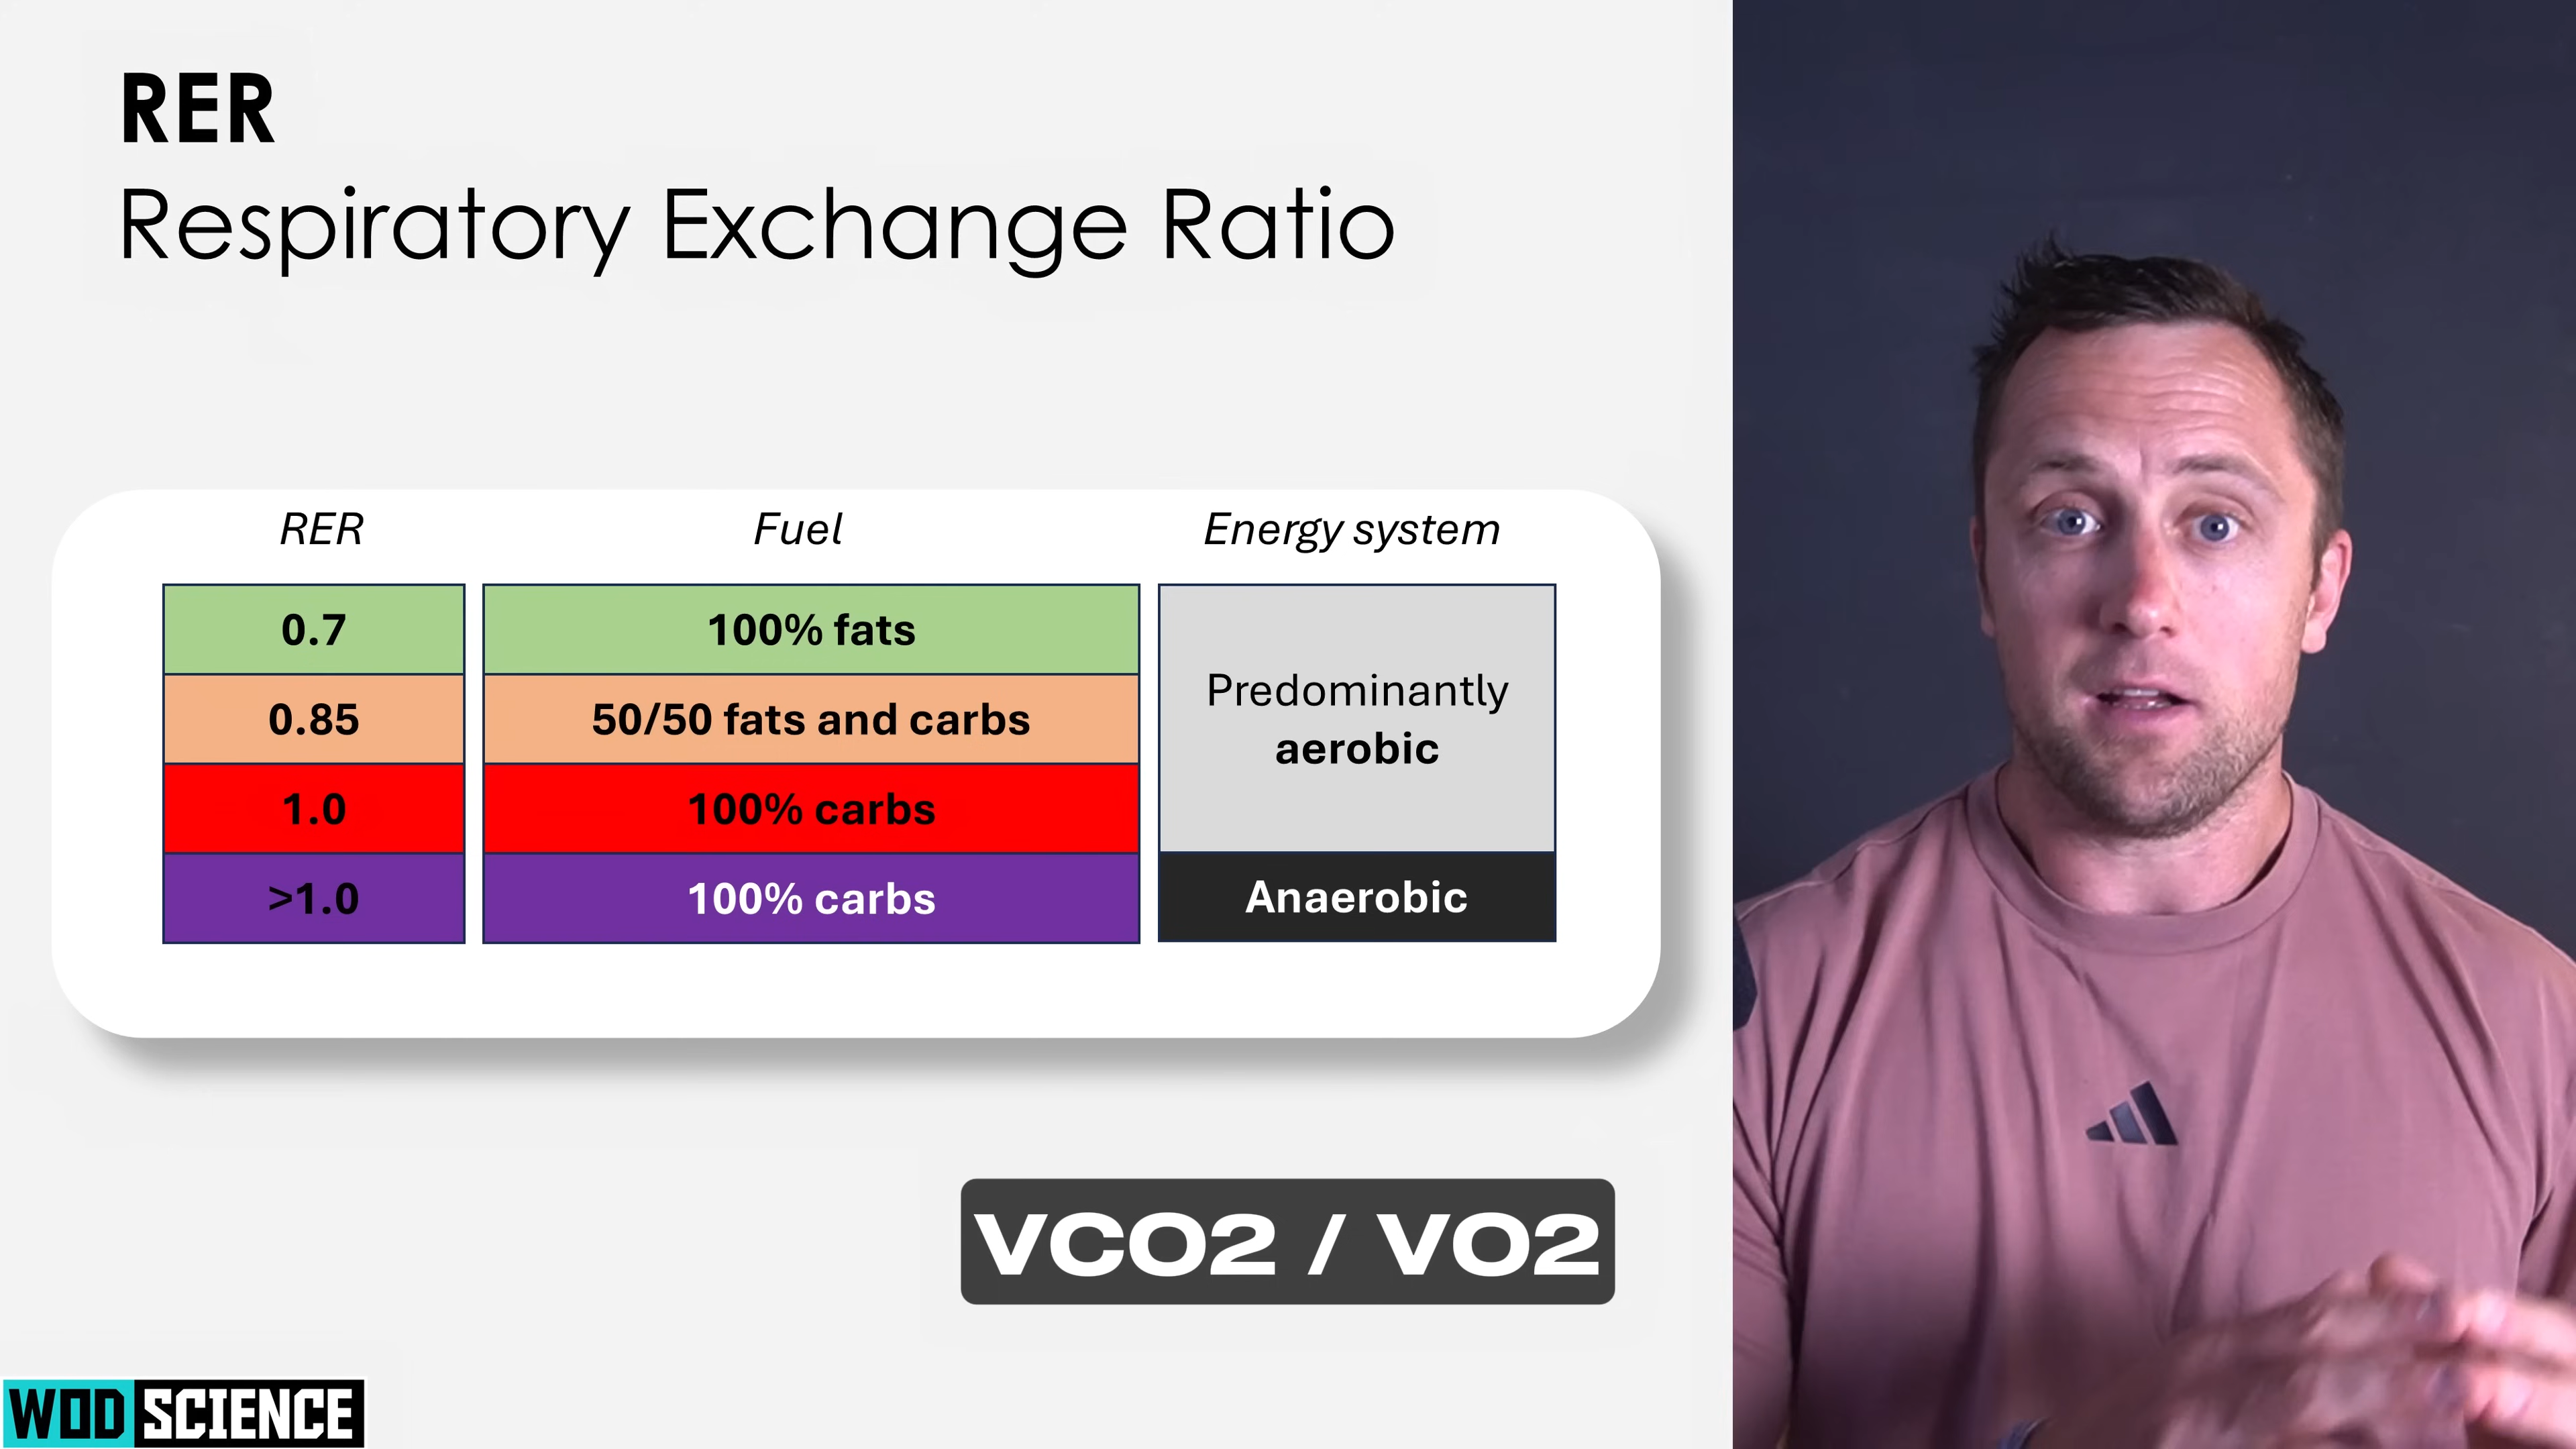 RER
Respiratory Exchange Ratio
RER Fuel Energy system
0.7 100% fats
0.85 50/50 fats and carbs
Predominantly
aerobic
1.0 100% carbs
>1.0 100% carbs Anaerobic
VCO2 / VO2
WOD SCIENCE